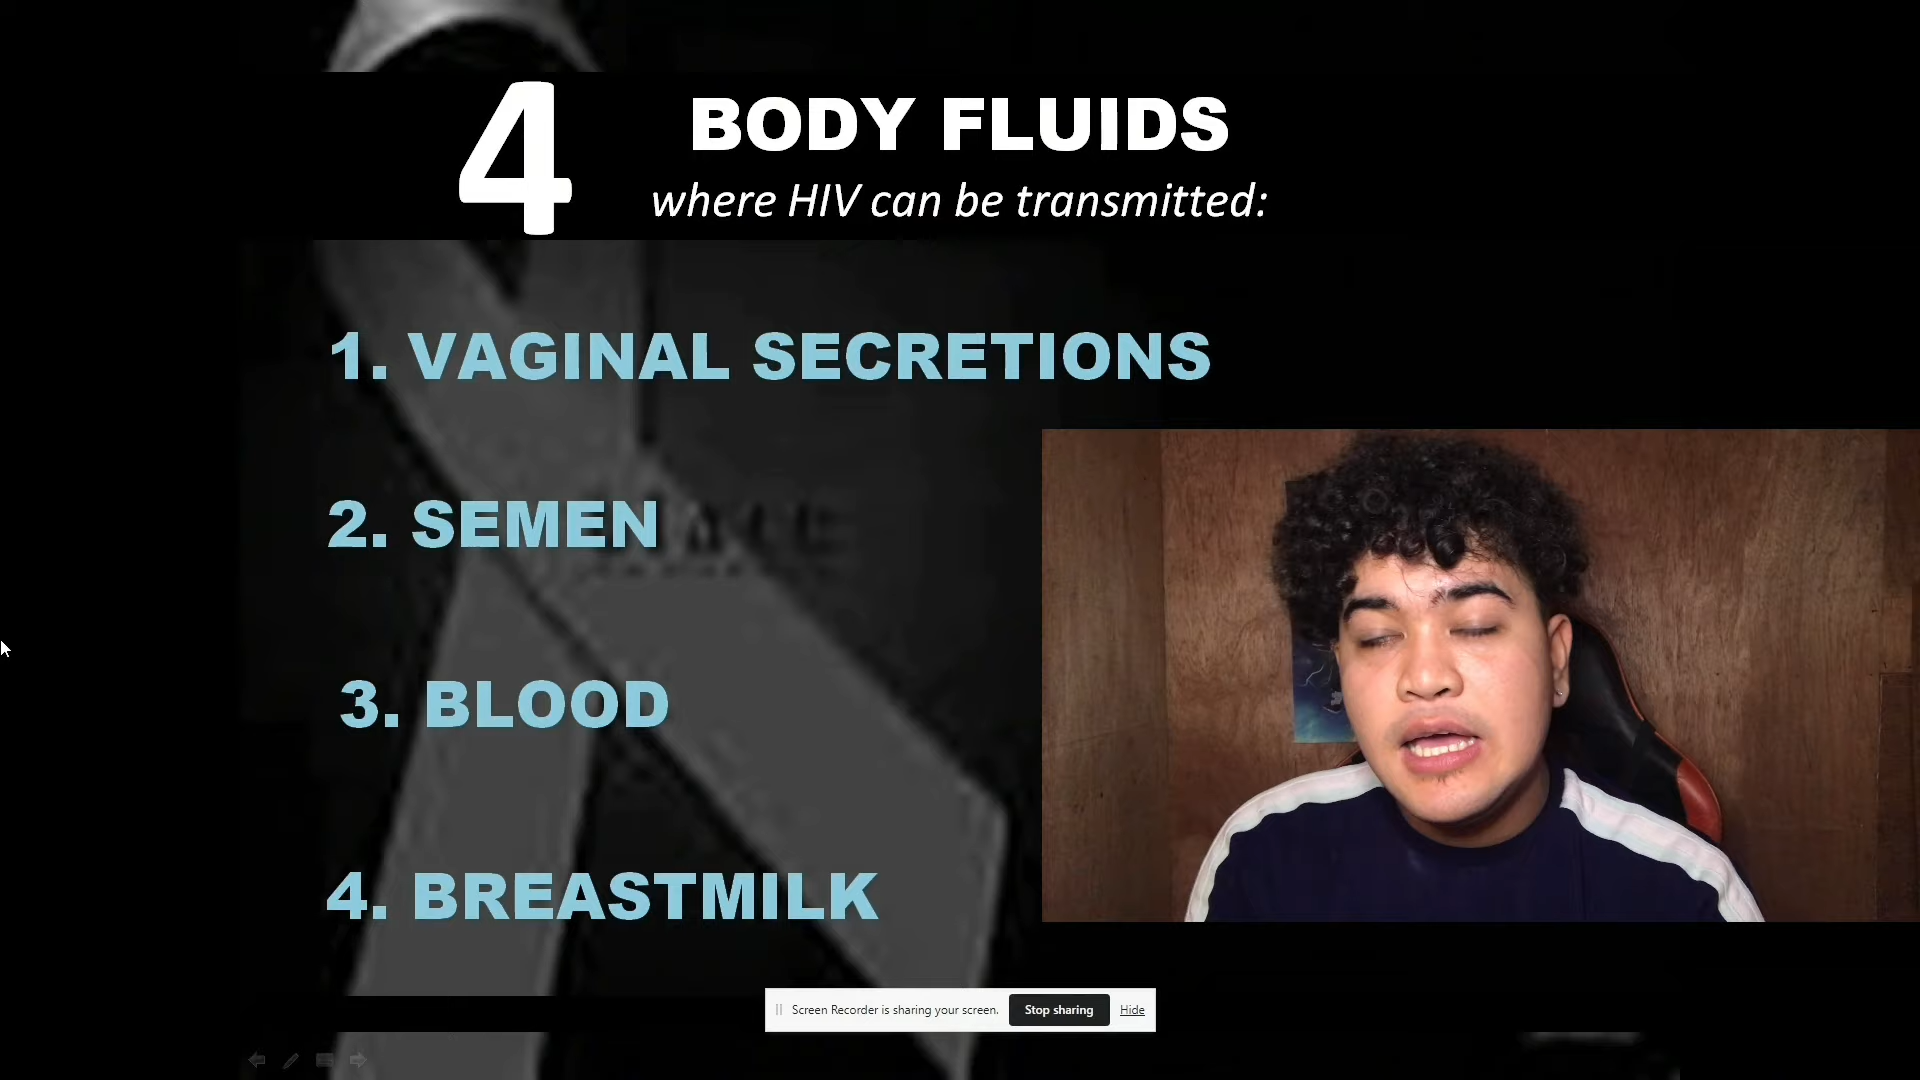 4
BODY FLUIDS
where HIV can be transmitted:
1. VAGINAL SECRETIONS
2. SEMEN
3. BLOOD
4. BREASTMILK
Screen Recorder is sharing your screen.
Stop sharing
Hide